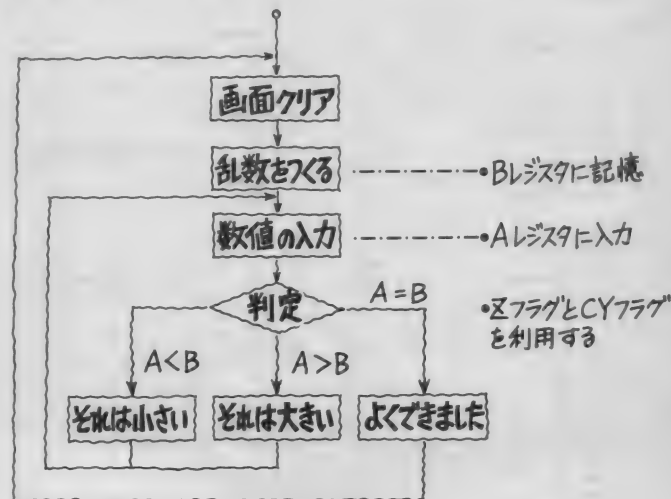 画面クリア
乱数をつくる
•Bレジスタに記憶
数値の入力
•Aレジスタに入力
判定
A=B
•ZフラグとCYフラグ
を利用する
A<B
A>B
それは小さい
それは大きい
よくできました